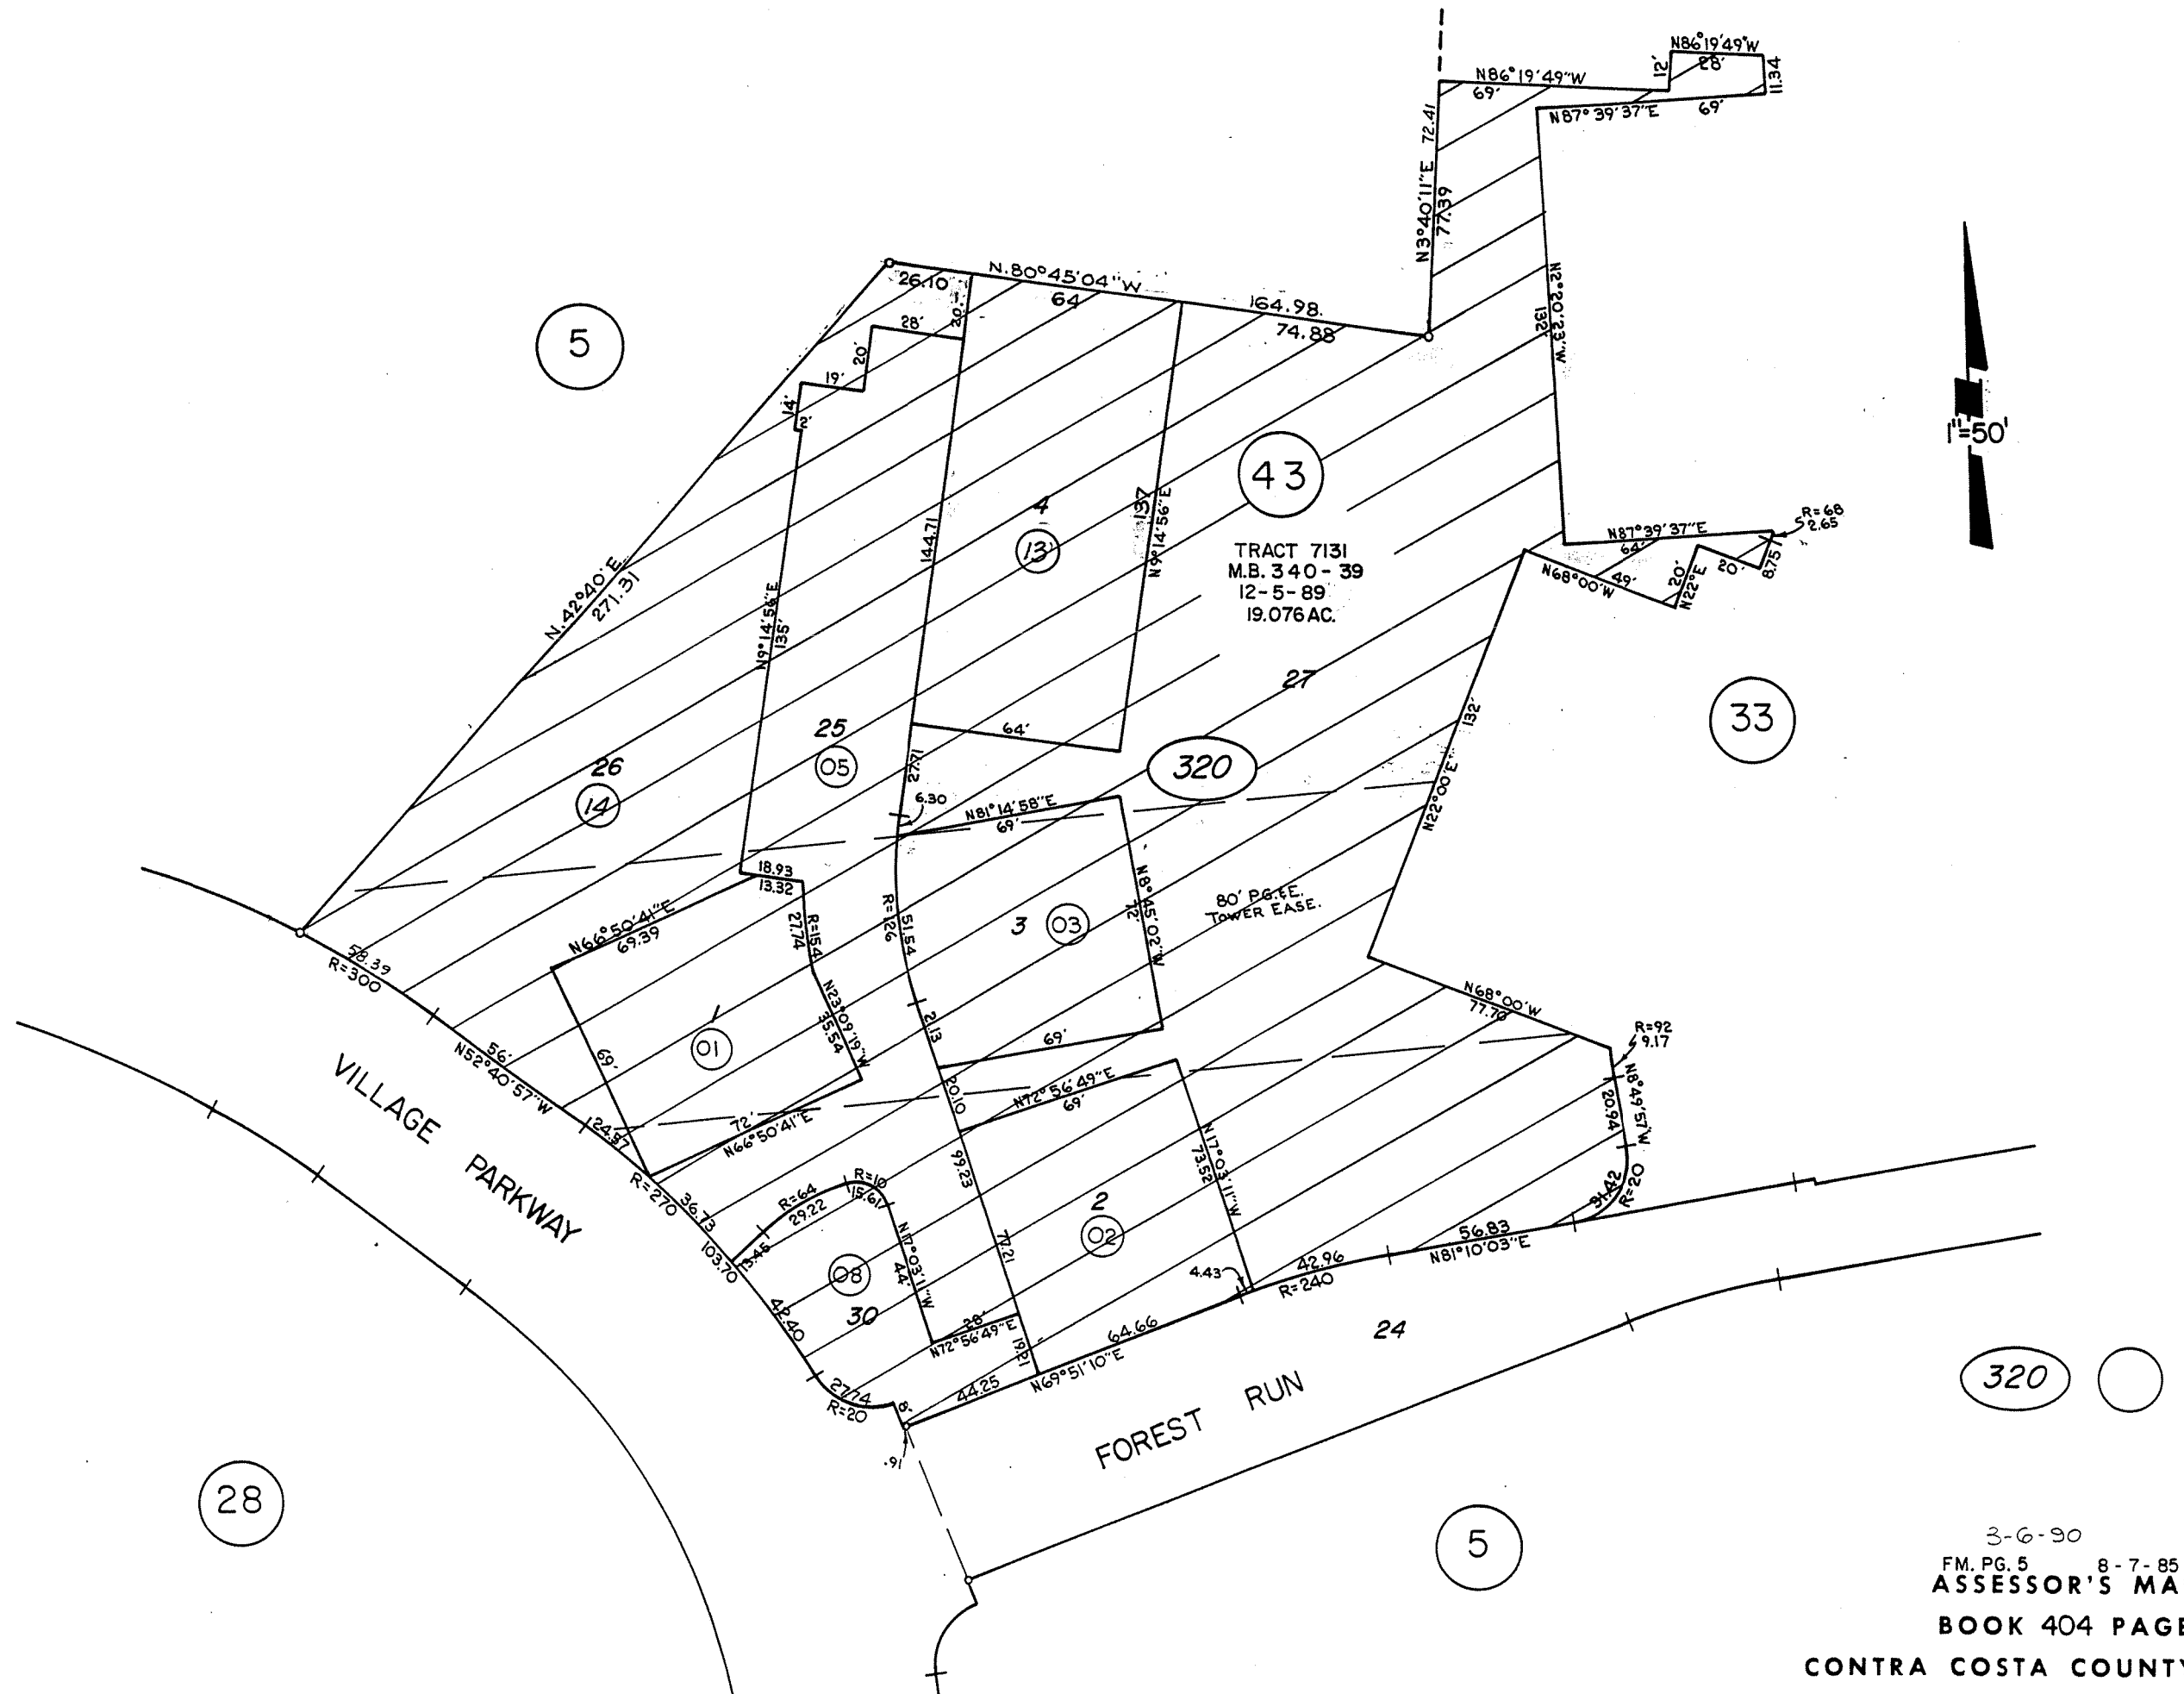 N86°19'49"W
28'
12'
11.34
N86°19'49"W
69'
N87°39'37"E
69'
72.41
N3°40'11"E
77.39
N2°20'23"W
132'
N.80°45'04"W
26.10
64
164.98.
74.88
20'
28'
20'
19'
14'
2'
5
1"=50'
43
4
13
137
N9°14'56"E
144.71
TRACT 7131
M.B. 340-39
12-5-89
19.076 AC.
N87°39'37"E
64'
R=68
2.65
8.75
20'
20'
N22°E
49'
N68°00'W
N.42°40'E
271.31
N9°14'56"E
135'
27
33
132'
N22°00'E
25
05
26
14
64'
27.71
320
6.30
N81°14'58"E
69'
18.93
13.32
N66°50'41"E
69.39
R=154
27.74
R=126
51.54
3
03
N8°45'02"W
72'
80' P.G.&E.
TOWER EASE.
58.39
R=300
N68°00'W
77.70
R=92
9.17
1
01
N23°09'19"W
35.54
2.13
69'
69'
56'
N52°40'57"W
20.10
N72°56'49"E
69'
N8°49'57"W
20.94
VILLAGE PARKWAY
24.57
72'
N66°50'41"E
99.23
N17°03'11"W
73.52
R=270
36.73
103.70
R=64
29.22
R=10
15.61
13.45
N17°03'11"W
44'
77.21
2
02
31.42
R=20
08
30
42.40
4.43
42.96
R=240
56.83
N81°10'03"E
28'
N72°56'49"E
19.21
64.66
N69°51'10"E
24
27.74
R=20
8'
44.25
.91
FOREST RUN
320
28
5
3-6-90
FM. PG. 5 8-7-85
ASSESSOR'S MA
BOOK 404 PAGE
CONTRA COSTA COUNTY